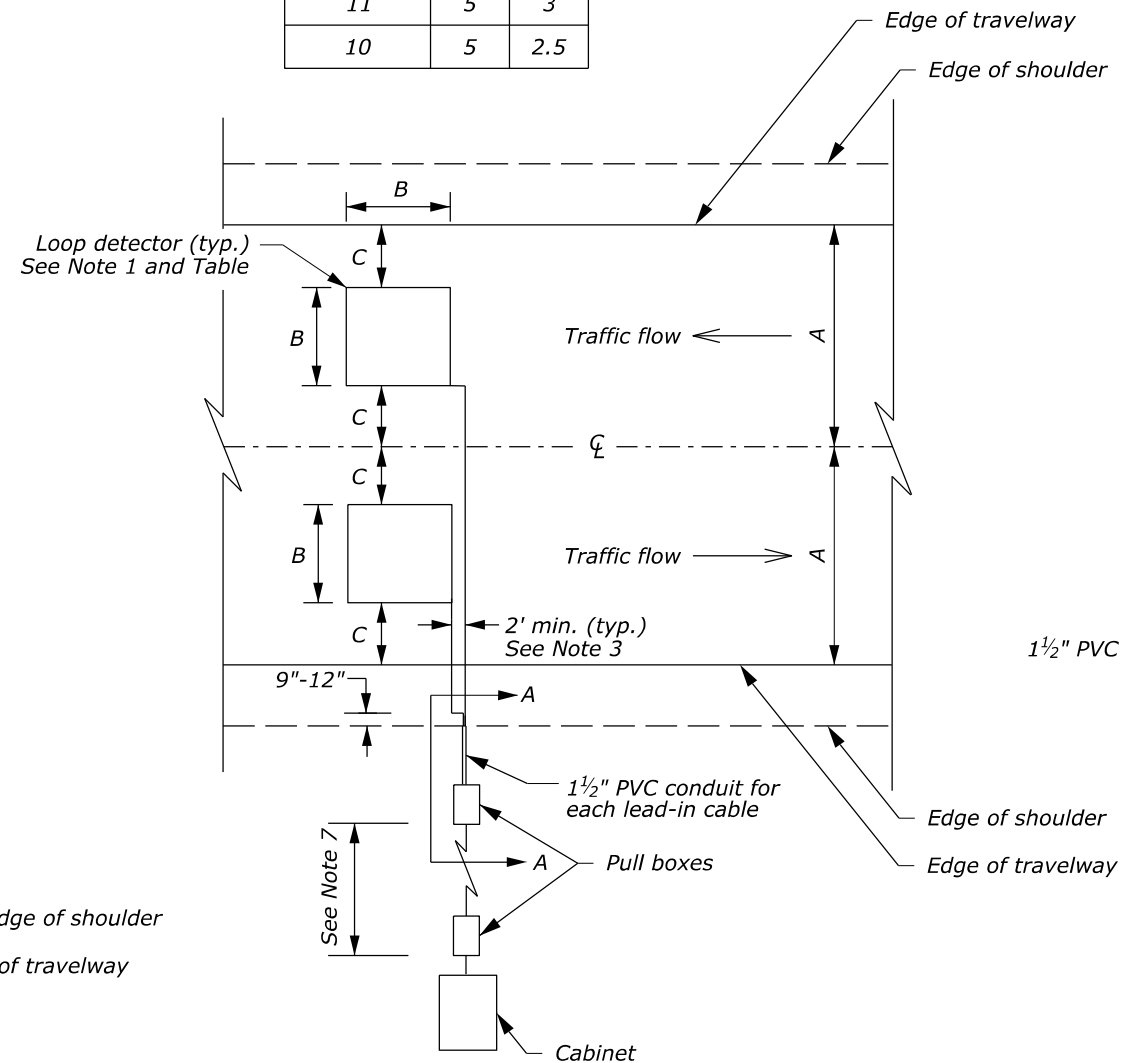 11 5 3
10 5 2.5
Edge of travelway
Edge of shoulder
B
Loop detector (typ.)
See Note 1 and Table
C
B
Traffic flow
A
C
℄
C
B
Traffic flow
A
C
2' min. (typ.)
See Note 3
1½" PVC
9"-12"
A
1½" PVC conduit for
each lead-in cable
Edge of shoulder
See Note 7
A
Pull boxes
Edge of travelway
dge of shoulder
of travelway
Cabinet